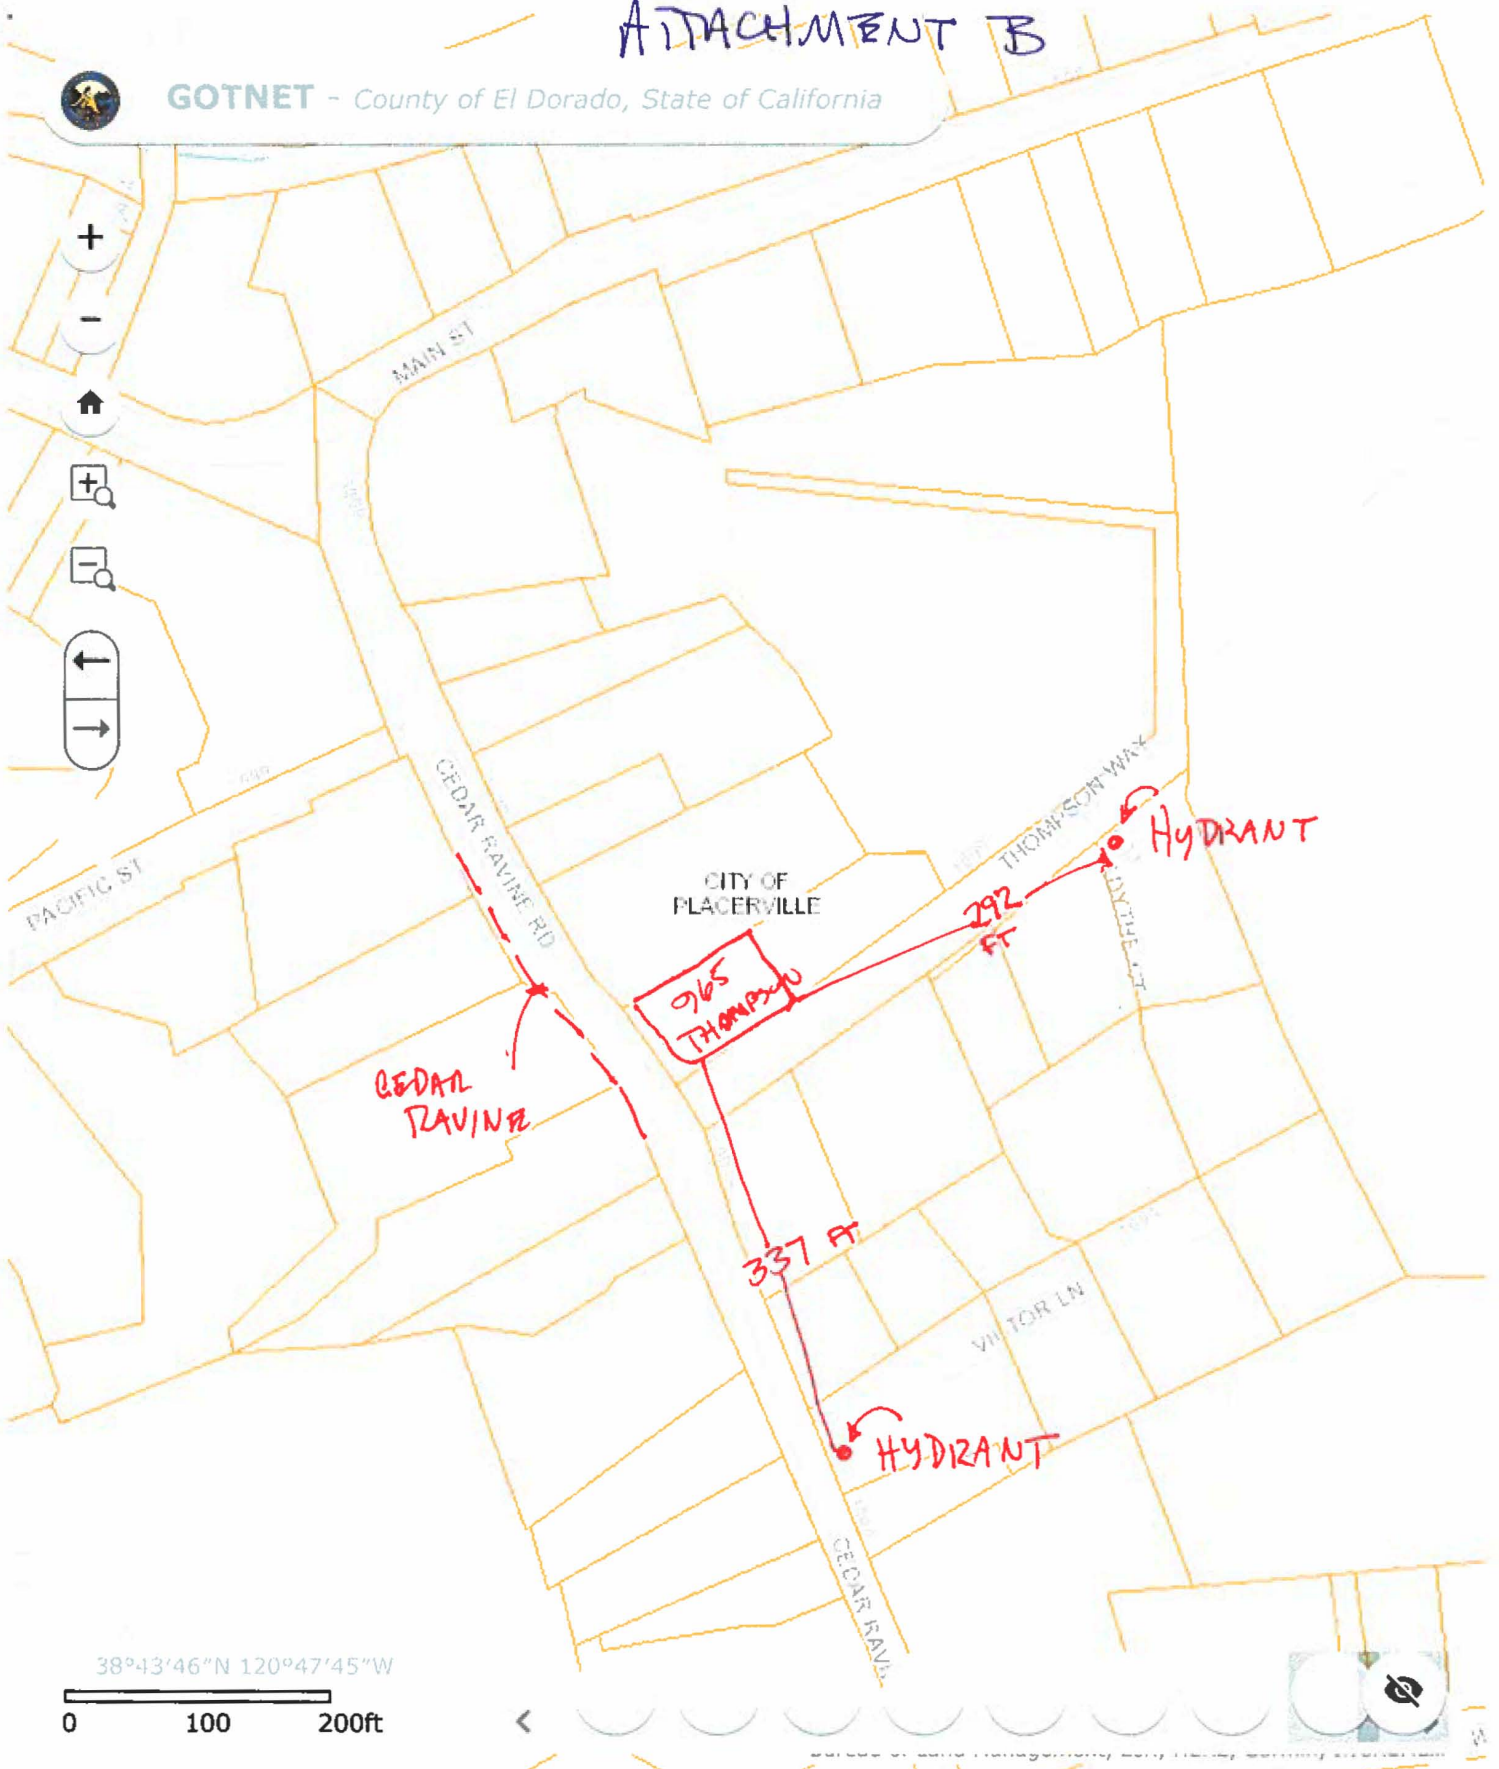 ATTACHMENT B
GOTNET - County of El Dorado, State of California
+
−
MAIN ST
CEDAR RAVINE RD
PACIFIC ST
THOMPSON WAY
HYDRANT
CITY OF
PLACERVILLE
292
FT
965
THOMPSON
CEDAR
RAVINE
337 FT
VICTOR LN
HYDRANT
CEDAR RAVI
38°43'46"N 120°47'45"W
0 100 200ft